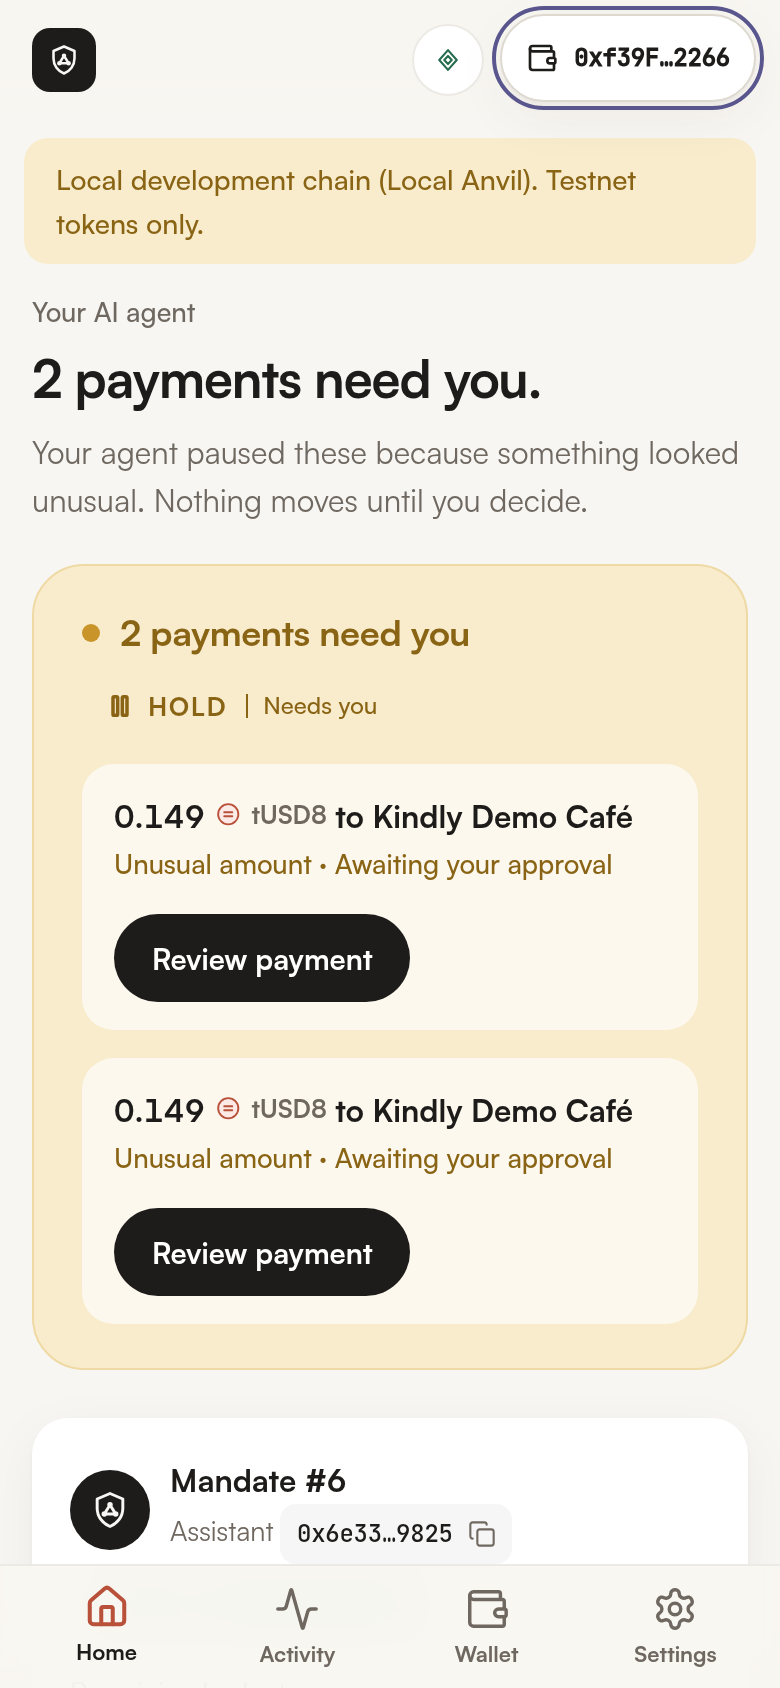 0xf39F…2266
Local development chain (Local Anvil). Testnet
tokens only.
Your AI agent
2 payments need you.
Your agent paused these because something looked
unusual. Nothing moves until you decide.
2 payments need you
HOLD | Needs you
0.149 tUSD8 to Kindly Demo Café
Unusual amount · Awaiting your approval
Review payment
0.149 tUSD8 to Kindly Demo Café
Unusual amount · Awaiting your approval
Review payment
Mandate #6
Assistant 0x6e33…9825
Home Activity Wallet Settings